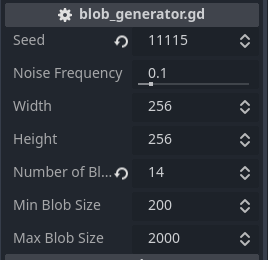 blob_generator.gd
Seed 11115
Noise Frequency 0.1
Width 256
Height 256
Number of Bl... 14
Min Blob Size 200
Max Blob Size 2000